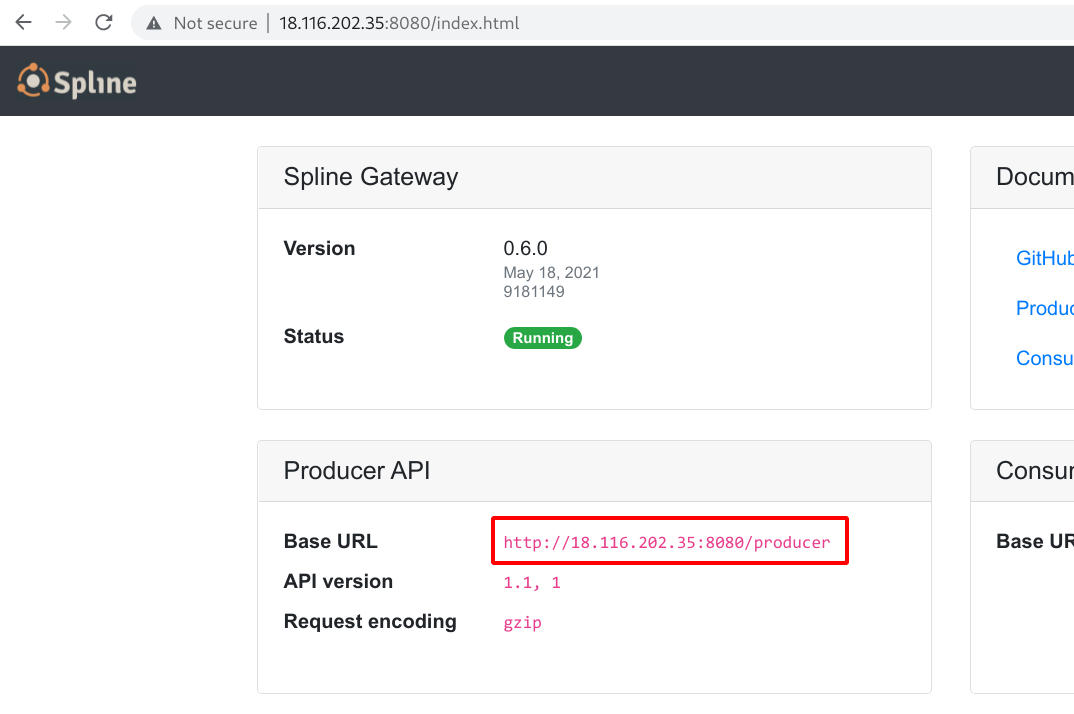 Not secure | 18.116.202.35:8080/index.html
Spline
Spline Gateway
Version 0.6.0
May 18, 2021
9181149
Status Running
Docum
GitHub
Produc
Consu
Producer API
Base URL http://18.116.202.35:8080/producer
API version 1.1, 1
Request encoding gzip
Consur
Base UR